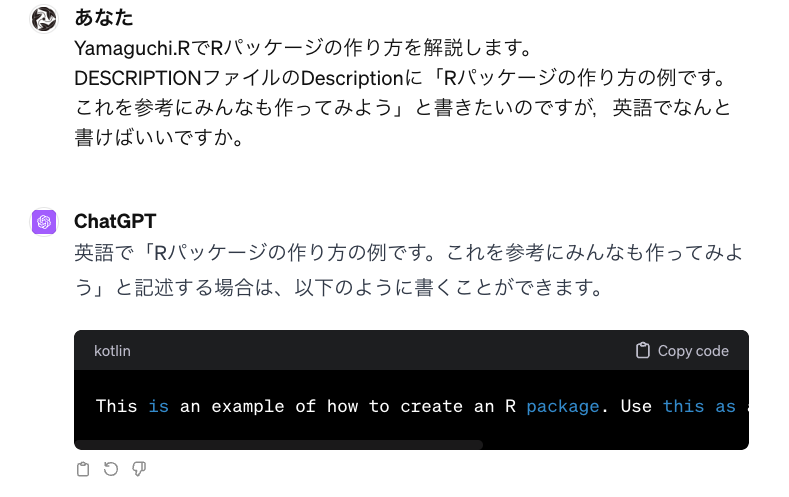 あなた
Yamaguchi.RでRパッケージの作り方を解説します。
DESCRIPTIONファイルのDescriptionに「Rパッケージの作り方の例です。
これを参考にみんなも作ってみよう」と書きたいのですが，英語でなんと
書けばいいですか。
ChatGPT
英語で「Rパッケージの作り方の例です。これを参考にみんなも作ってみよ
う」と記述する場合は、以下のように書くことができます。
kotlin Copy code
This is an example of how to create an R package. Use this as